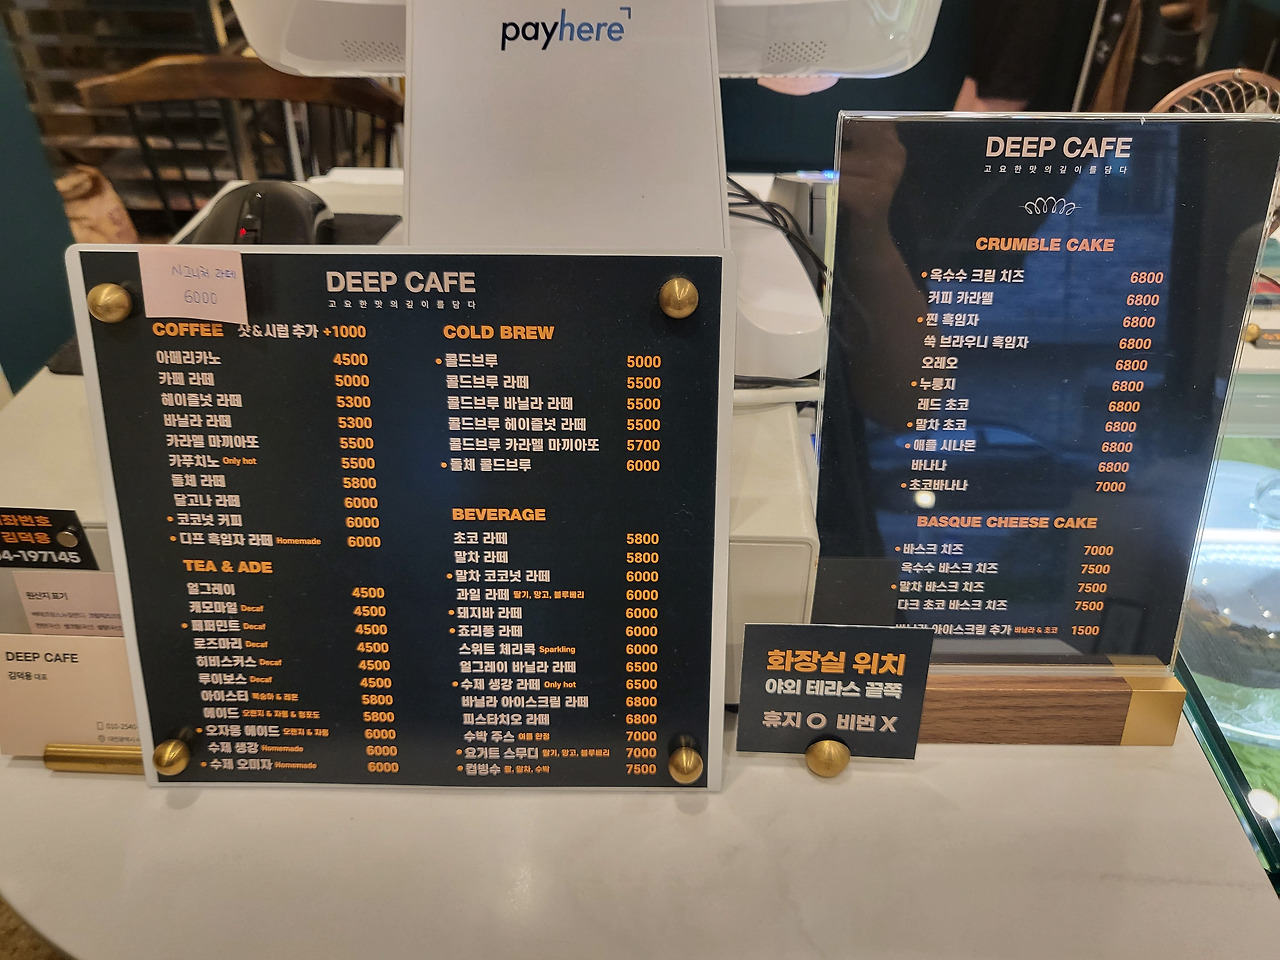 payhere
시그니처 라떼
6000
DEEP CAFE
고요한맛의깊이를담다
COFFEE 샷&시럽 추가 +1000
아메리카노 4500
카페 라떼 5000
헤이즐넛 라떼 5300
바닐라 라떼 5300
카라멜 마끼아또 5500
카푸치노 Only hot 5500
돌체 라떼 5800
달고나 라떼 6000
• 코코넛 커피 6000
• 디프 흑임자 라떼 Homemade 6000
TEA & ADE
얼그레이 4500
캐모마일 Decaf 4500
• 페퍼민트 Decaf 4500
로즈마리 Decaf 4500
히비스커스 Decaf 4500
루이보스 Decaf 4500
아이스티 복숭아 & 레몬 5800
에이드 오렌지 & 자몽 & 청포도 5800
• 오자몽 에이드 오렌지 & 자몽 6000
수제 생강 Homemade 6000
• 수제 오미자 Homemade 6000
COLD BREW
• 콜드브루 5000
콜드브루 라떼 5500
콜드브루 바닐라 라떼 5500
콜드브루 헤이즐넛 라떼 5500
콜드브루 카라멜 마끼아또 5700
• 돌체 콜드브루 6000
BEVERAGE
초코 라떼 5800
말차 라떼 5800
• 말차 코코넛 라떼 6000
과일 라떼 딸기, 망고, 블루베리 6000
• 돼지바 라떼 6000
• 쵸리퐁 라떼 6000
스위트 체리콕 Sparkling 6000
얼그레이 바닐라 라떼 6500
• 수제 생강 라떼 Only hot 6500
바닐라 아이스크림 라떼 6800
피스타치오 라떼 6800
수박 주스 여름 한정 7000
• 요거트 스무디 딸기, 망고, 블루베리 7000
• 컵빙수 팥, 말차, 수박 7500
DEEP CAFE
고요한맛의깊이를담다
CRUMBLE CAKE
• 옥수수 크림 치즈 6800
커피 카라멜 6800
• 찐 흑임자 6800
쑥 브라우니 흑임자 6800
오레오 6800
• 누룽지 6800
레드 초코 6800
• 말차 초코 6800
• 애플 시나몬 6800
바나나 6800
• 초코바나나 7000
BASQUE CHEESE CAKE
• 바스크 치즈 7000
옥수수 바스크 치즈 7500
• 말차 바스크 치즈 7500
다크 초코 바스크 치즈 7500
바닐라 아이스크림 추가 바닐라 & 초코 1500
화장실 위치
야외 테라스 끝쪽
휴지 O 비번 X
좌번호
리덕용
4-197145
원산지 표기
DEEP CAFE
김덕용 대표
010-2540-